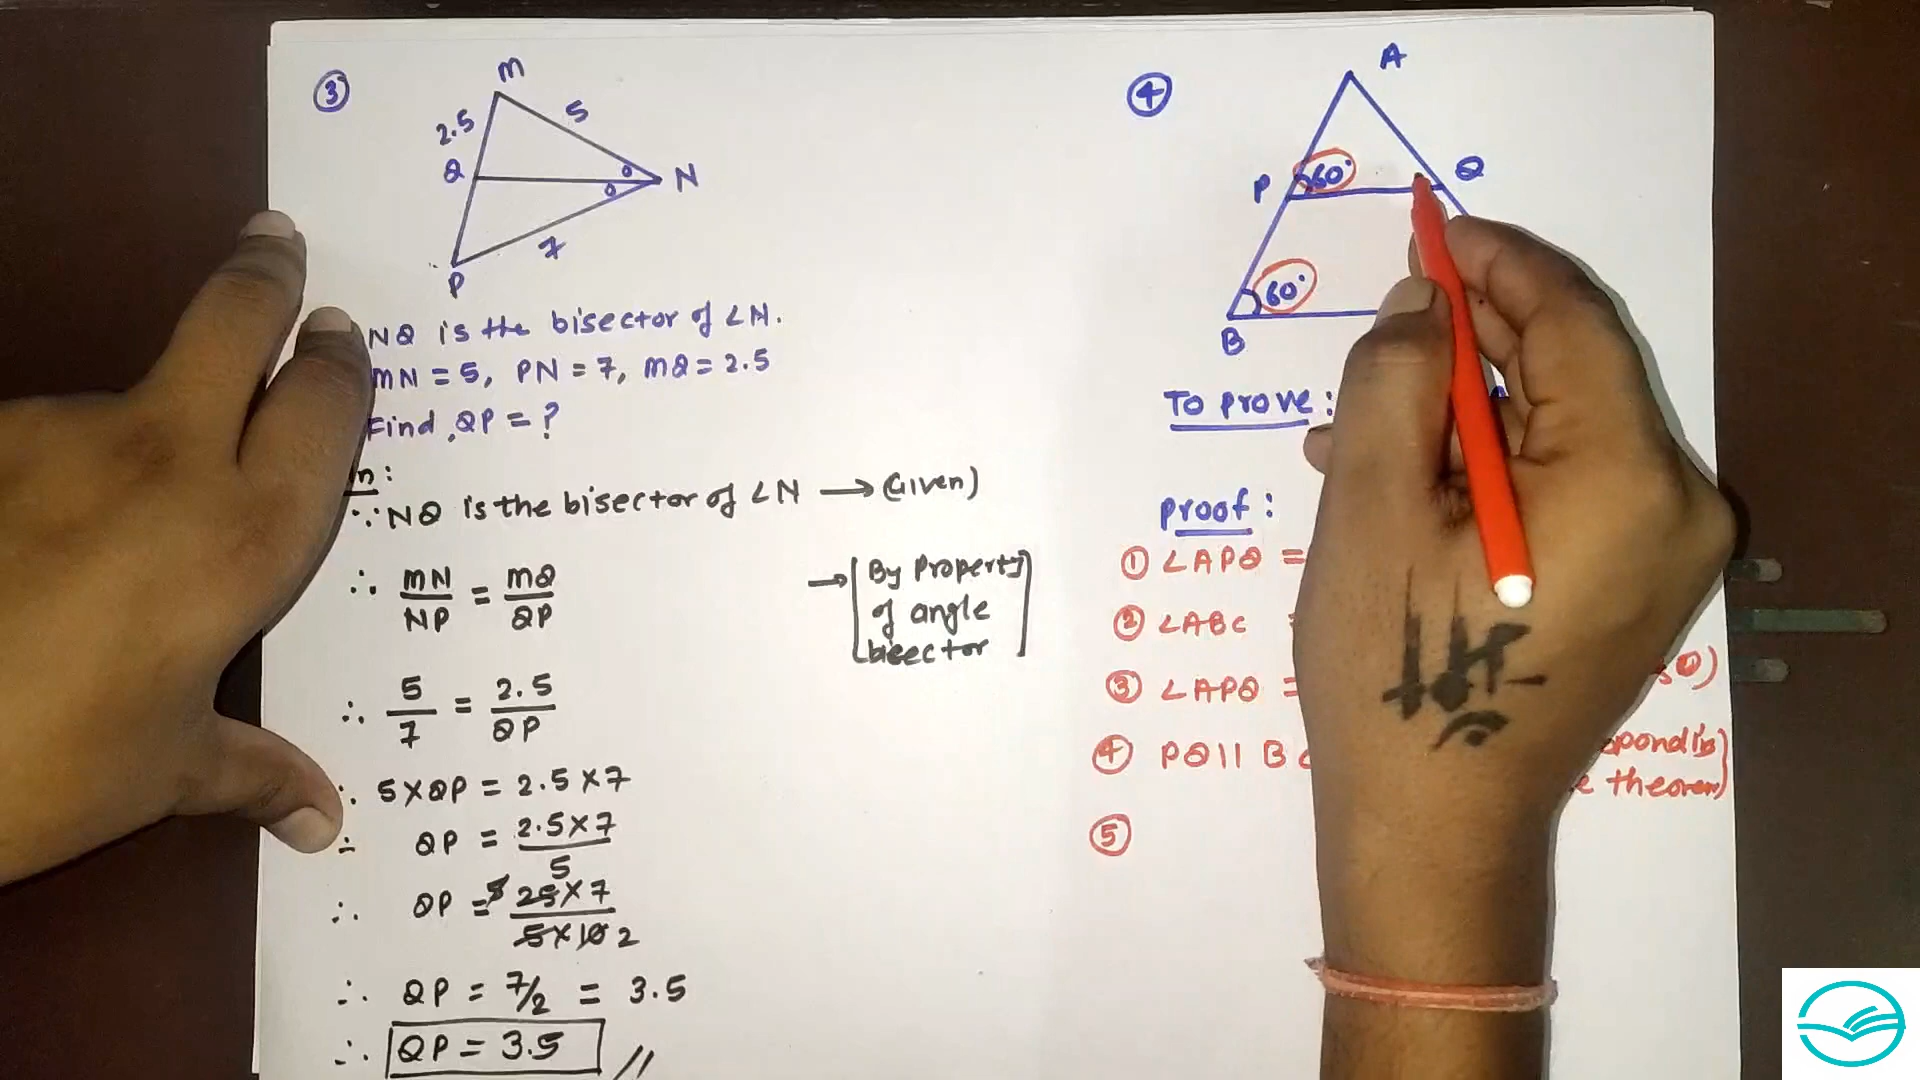 ③
M
2.5
5
Q
N
7
P
NQ is the bisector of ∠N.
MN = 5, PN = 7, MQ = 2.5
Find, QP = ?
n:
∵ NQ is the bisector of ∠N → (Given)
∴ MN/NP = MQ/QP → [By Property of angle bisector]
∴ 5/7 = 2.5/QP
∴ 5×QP = 2.5×7
∴ QP = 2.5×7/5
∴ QP = 5 25×7/5×10 2
∴ QP = 7/2 = 3.5
∴ QP = 3.5 //
④
A
P
60°
Q
60°
B
To prove:
Proof:
① ∠APQ =
② ∠ABC
③ ∠APQ =
④ PQ || BC
theorem)
⑤